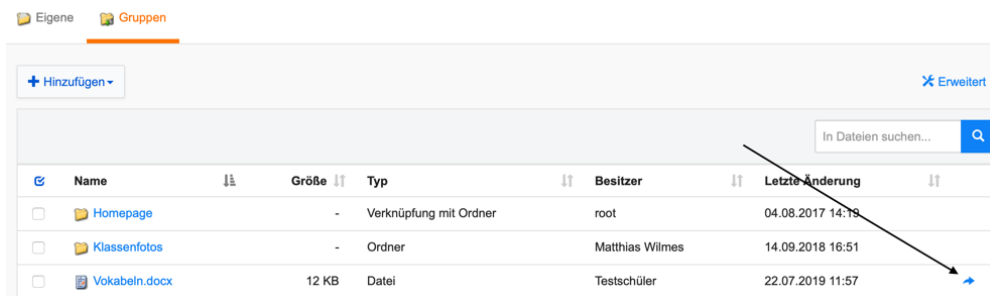 Eigene Gruppen
Hinzufügen Erweitert
In Dateien suchen...
Name Größe Typ Besitzer Letzte Änderung
Homepage - Verknüpfung mit Ordner root 04.08.2017 14:19
Klassenfotos - Ordner Matthias Wilmes 14.09.2018 16:51
Vokabeln.docx 12 KB Datei Testschüler 22.07.2019 11:57